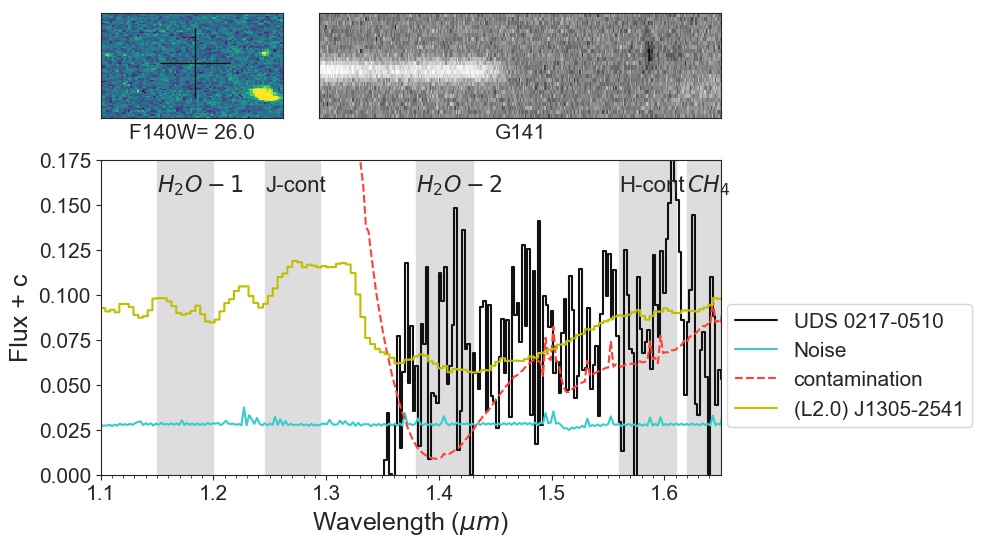 F140W= 26.0
G141
H₂O − 1
J-cont
H₂O − 2
H-cont
CH₄
0.175
0.150
0.125
0.100
0.075
0.050
0.025
0.000
Flux + c
1.1
1.2
1.3
1.4
1.5
1.6
Wavelength (μm)
UDS 0217-0510
Noise
contamination
(L2.0) J1305-2541